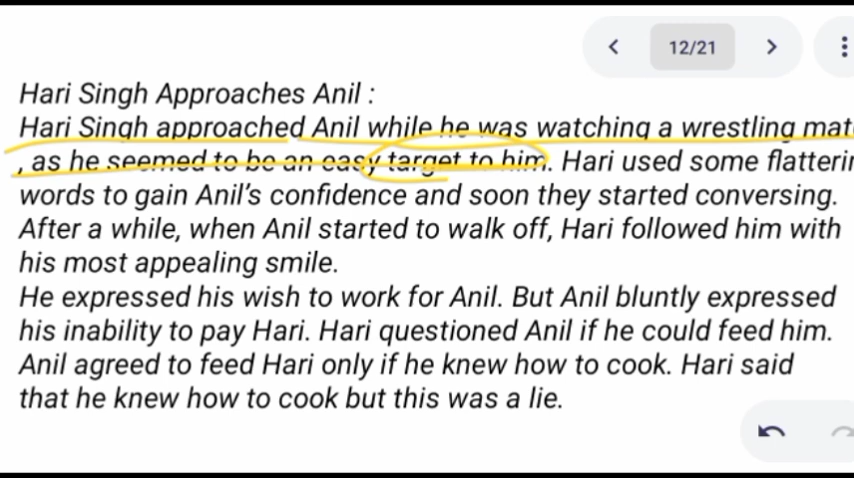 12/21
Hari Singh Approaches Anil :
Hari Singh approached Anil while he was watching a wrestling
, as he seemed to be an easy target to him. Hari used some
words to gain Anil's confidence and soon they started conversing.
After a while, when Anil started to walk off, Hari followed him with
his most appealing smile.
He expressed his wish to work for Anil. But Anil bluntly expressed
his inability to pay Hari. Hari questioned Anil if he could feed him.
Anil agreed to feed Hari only if he knew how to cook. Hari said
that he knew how to cook but this was a lie.